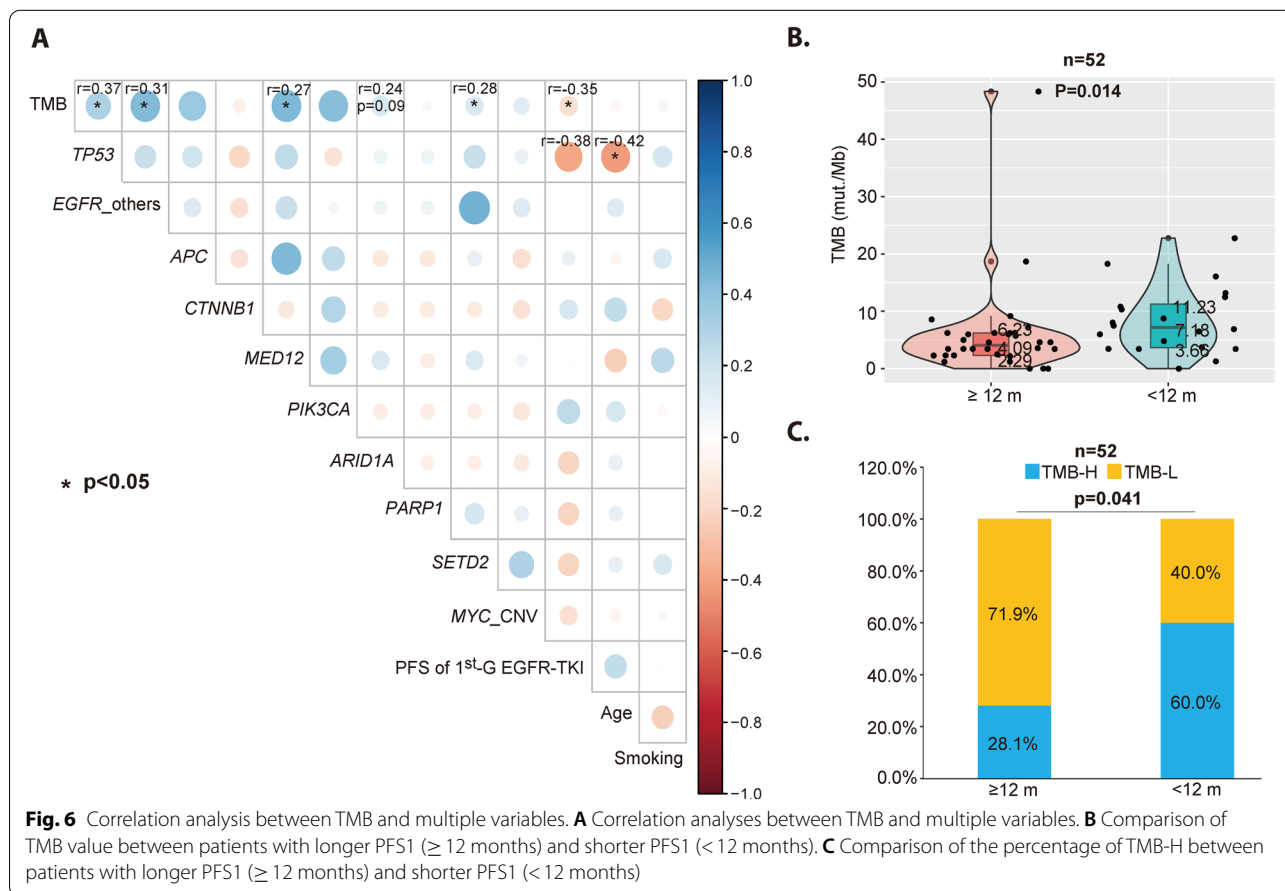 A
r=0.37 r=0.31 r=0.27 r=0.24 r=0.28 r=-0.35
TMB * * * p=0.09 * *
r=-0.38 r=-0.42
TP53 *
EGFR_others
APC
CTNNB1
MED12
PIK3CA
ARID1A
PARP1
SETD2
MYC_CNV
PFS of 1st-G EGFR-TKI
Age
Smoking
* p<0.05
1.0
0.8
0.6
0.4
0.2
0
−0.2
−0.4
−0.6
−0.8
−1.0
B.
n=52
P=0.014
TMB (mut./Mb)
50
40
30
20
10
0
6.23
4.09
2.29
11.23
7.18
3.66
≥ 12 m <12 m
C.
n=52
TMB-H TMB-L
p=0.041
120.0%
100.0%
80.0%
60.0%
40.0%
20.0%
0.0%
71.9%
28.1%
40.0%
60.0%
≥12 m <12 m
Fig. 6 Correlation analysis between TMB and multiple variables. A Correlation analyses between TMB and multiple variables. B Comparison of
TMB value between patients with longer PFS1 (≥ 12 months) and shorter PFS1 (< 12 months). C Comparison of the percentage of TMB-H between
patients with longer PFS1 (≥ 12 months) and shorter PFS1 (< 12 months)